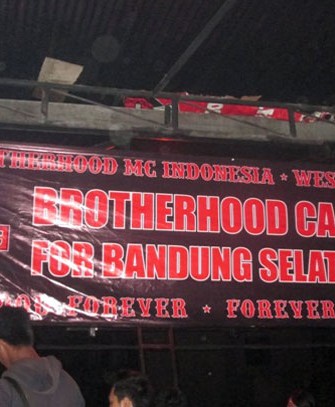 THERHOOD MC INDONESIA ★ WES
BROTHERHOOD CA
FOR BANDUNG SELAT
FOREVER ★ FOREVER